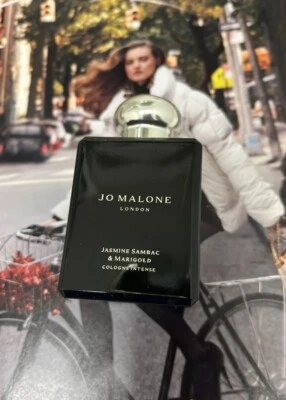 JO MALONE
LONDON
JASMINE SAMBAC
& MARIGOLD
COLOGNE INTENSE